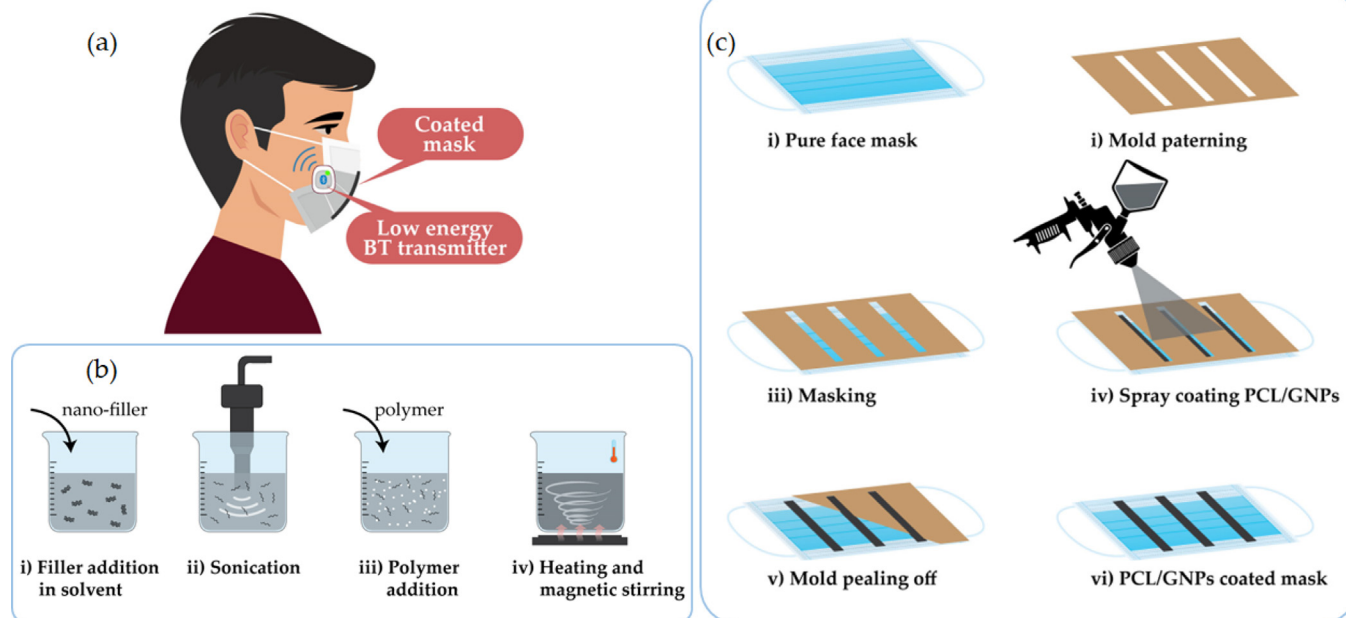 (a)
Coated
mask
Low energy
BT transmitter
(b)
nano-filler
polymer
i) Filler addition
in solvent
ii) Sonication
iii) Polymer
addition
iv) Heating and
magnetic stirring
(c)
i) Pure face mask
i) Mold paterning
iii) Masking
iv) Spray coating PCL/GNPs
v) Mold pealing off
vi) PCL/GNPs coated mask